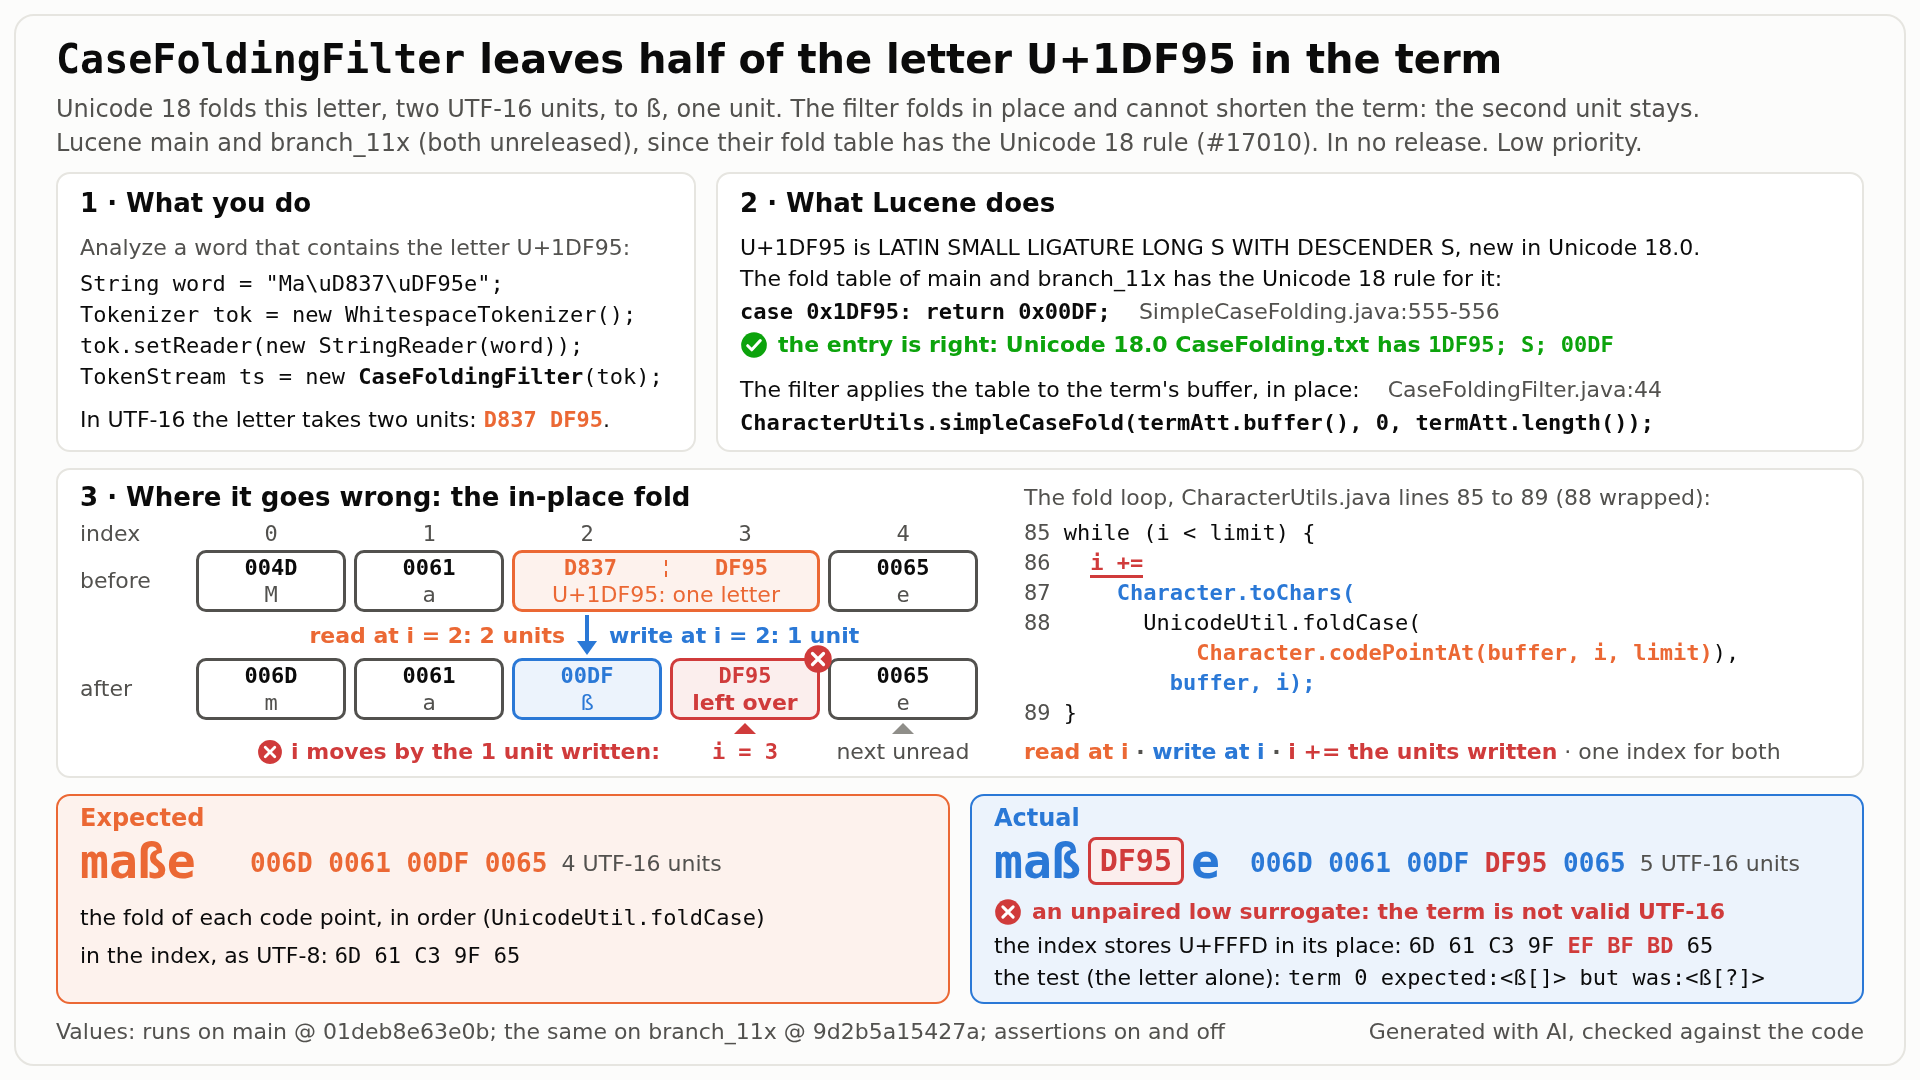 CaseFoldingFilter leaves half of the letter U+1DF95 in the term
Unicode 18 folds this letter, two UTF-16 units, to ß, one unit. The filter folds in place and cannot shorten the term: the second unit stays.
Lucene main and branch_11x (both unreleased), since their fold table has the Unicode 18 rule (#17010). In no release. Low priority.
1 · What you do
Analyze a word that contains the letter U+1DF95:
String word = "Ma\uD837\uDF95e";
Tokenizer tok = new WhitespaceTokenizer();
tok.setReader(new StringReader(word));
TokenStream ts = new CaseFoldingFilter(tok);
In UTF-16 the letter takes two units: D837 DF95.
2 · What Lucene does
U+1DF95 is LATIN SMALL LIGATURE LONG S WITH DESCENDER S, new in Unicode 18.0.
The fold table of main and branch_11x has the Unicode 18 rule for it:
case 0x1DF95: return 0x00DF; SimpleCaseFolding.java:555-556
the entry is right: Unicode 18.0 CaseFolding.txt has 1DF95; S; 00DF
The filter applies the table to the term's buffer, in place: CaseFoldingFilter.java:44
CharacterUtils.simpleCaseFold(termAtt.buffer(), 0, termAtt.length());
3 · Where it goes wrong: the in-place fold
index 0 1 2 3 4
before 004D 0061 D837 ¦ DF95 0065
M a U+1DF95: one letter e
read at i = 2: 2 units write at i = 2: 1 unit
after 006D 0061 00DF DF95 0065
m a ß left over e
i moves by the 1 unit written: i = 3 next unread
The fold loop, CharacterUtils.java lines 85 to 89 (88 wrapped):
85 while (i < limit) {
86 i +=
87 Character.toChars(
88 UnicodeUtil.foldCase(
Character.codePointAt(buffer, i, limit)),
buffer, i);
89 }
read at i · write at i · i += the units written · one index for both
Expected
maße 006D 0061 00DF 0065 4 UTF-16 units
the fold of each code point, in order (UnicodeUtil.foldCase)
in the index, as UTF-8: 6D 61 C3 9F 65
Actual
maß DF95 e 006D 0061 00DF DF95 0065 5 UTF-16 units
an unpaired low surrogate: the term is not valid UTF-16
the index stores U+FFFD in its place: 6D 61 C3 9F EF BF BD 65
the test (the letter alone): term 0 expected:<ß[]> but was:<ß[?]>
Values: runs on main @ 01deb8e63e0b; the same on branch_11x @ 9d2b5a15427a; assertions on and off
Generated with AI, checked against the code